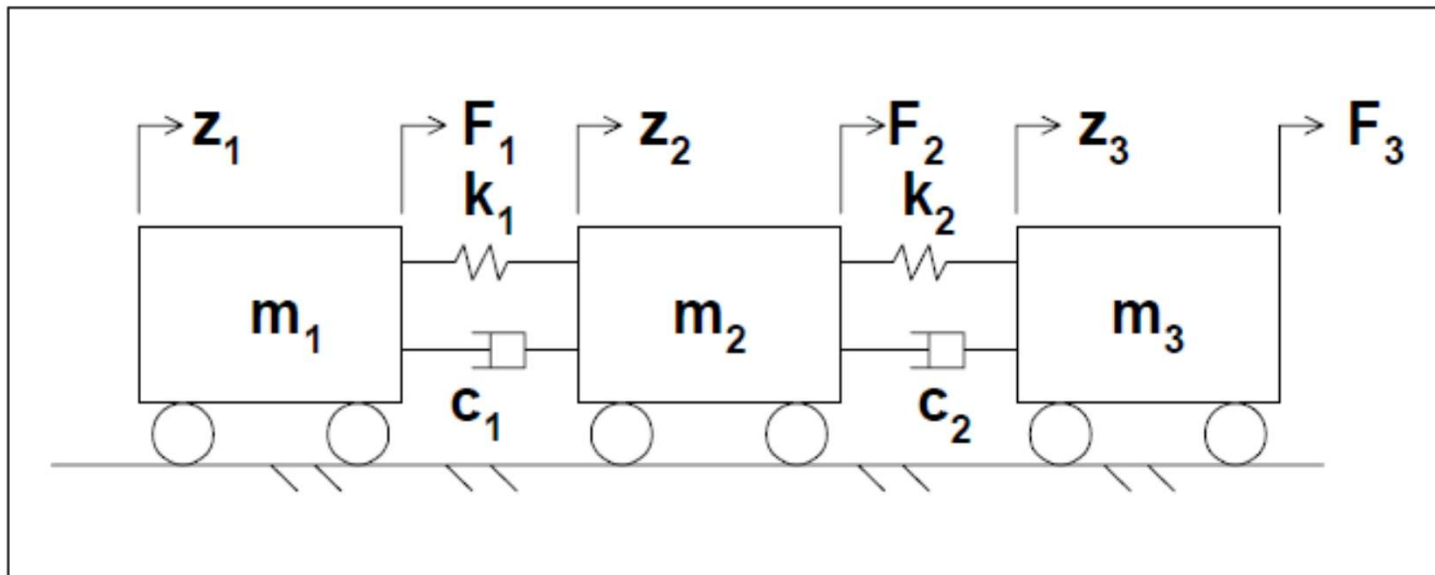 z₁ F₁ z₂ F₂ z₃ F₃
k₁ k₂
m₁ m₂ m₃
c₁ c₂